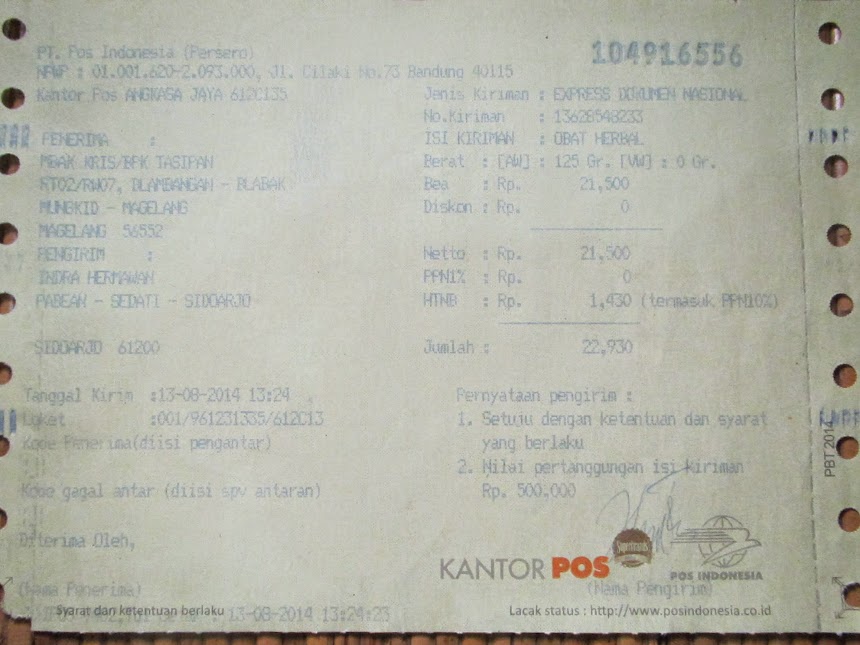 PT. Pos Indonesia (Persero)
104916556
NPWP : 01.001.620-2.093.000, Jl. Cilaki No.73 Bandung 40115
Kantor Pos ANGKASA JAYA 612C135
Jenis Kiriman : EXPRESS DOKUMEN NASIONAL
No.Kiriman : 13628548233
ISI KIRIMAN : OBAT HERBAL
Berat : [AW] : 125 Gr. [VW] : 0 Gr.
Bea : Rp. 21,500
Diskon : Rp. 0
Netto : Rp. 21,500
PPN1% : Rp. 0
HTNB : Rp. 1,430 (termasuk PPN10%)
Jumlah : 22,930
PENERIMA :
MBAK KRIS/BPK TASIPAN
RT02/RW07, DLAMBANGAN - BLABAK
MUNGKID - MAGELANG
MAGELANG 56552
PENGIRIM :
INDRA HERMAWAN
PABEAN - SEDATI - SIDOARJO
SIDOARJO 61200
Tanggal Kirim :13-08-2014 13:24
Loket :001/961231335/612C13
Kode Penerima(diisi pengantar)
Kode gagal antar (diisi spv antaran)
Diterima Oleh,
(Nama Penerima)
Pernyataan pengirim :
1. Setuju dengan ketentuan dan syarat
yang berlaku
2. Nilai pertanggungan isi kiriman
Rp. 500,000
PBT 2014
KANTOR POS
POS INDONESIA
(Nama Pengirim)
Syarat dan ketentuan berlaku
Lacak status : http://www.posindonesia.co.id
13-08-2014 13:24:23